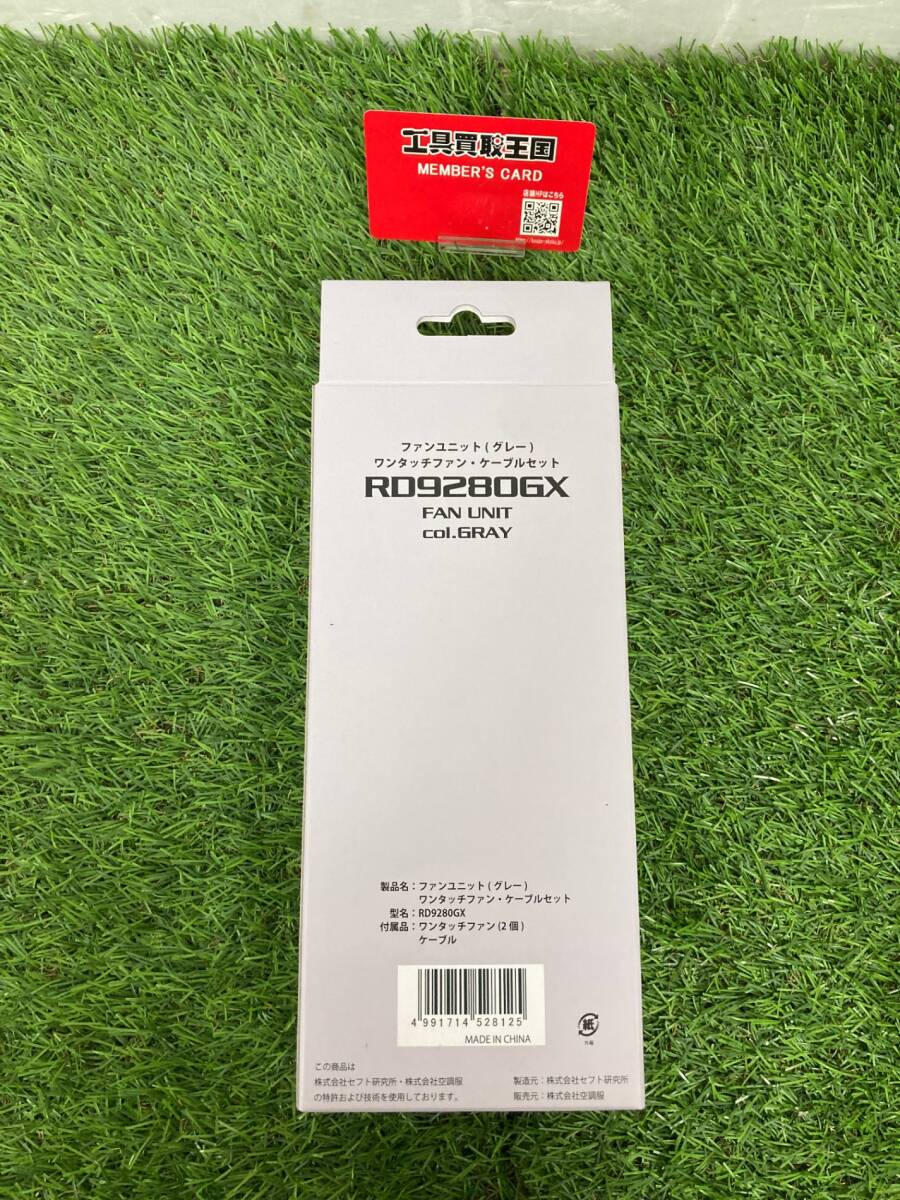 工具買取王国
MEMBER'S CARD
店舗HPはこちら
ファンユニット(グレー)
ワンタッチファン・ケーブルセット
RD9280GX
FAN UNIT
col.GRAY
製品名:ファンユニット(グレー)
ワンタッチファン・ケーブルセット
型名:RD9280GX
付属品:ワンタッチファン(2個)
ケーブル
4 991714 528125
MADE IN CHINA
紙
この商品は
株式会社セフト研究所・株式会社空調服
の特許および技術を使用しております。
製造元:株式会社セフト研究所
販売元:株式会社空調服